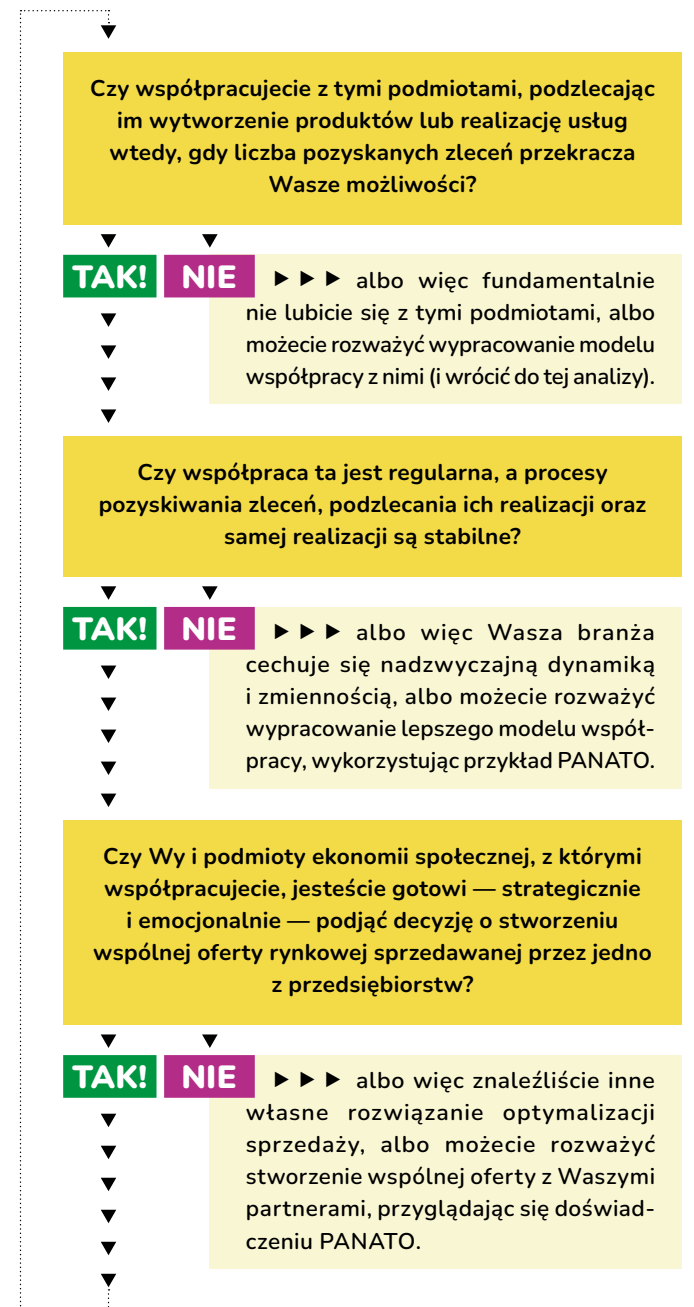 Czy współpracujecie z tymi podmiotami, podzlecając
im wytworzenie produktów lub realizację usług
wtedy, gdy liczba pozyskanych zleceń przekracza
Wasze możliwości?
TAK! NIE ▶ ▶ ▶ albo więc fundamentalnie
nie lubicie się z tymi podmiotami, albo
możecie rozważyć wypracowanie modelu
współpracy z nimi (i wrócić do tej analizy).
Czy współpraca ta jest regularna, a procesy
pozyskiwania zleceń, podzlecania ich realizacji oraz
samej realizacji są stabilne?
TAK! NIE ▶ ▶ ▶ albo więc Wasza branża
cechuje się nadzwyczajną dynamiką
i zmiennością, albo możecie rozważyć
wypracowanie lepszego modelu współ-
pracy, wykorzystując przykład PANATO.
Czy Wy i podmioty ekonomii społecznej, z którymi
współpracujecie, jesteście gotowi — strategicznie
i emocjonalnie — podjąć decyzję o stworzeniu
wspólnej oferty rynkowej sprzedawanej przez jedno
z przedsiębiorstw?
TAK! NIE ▶ ▶ ▶ albo więc znaleźliście inne
własne rozwiązanie optymalizacji
sprzedaży, albo możecie rozważyć
stworzenie wspólnej oferty z Waszymi
partnerami, przyglądając się doświad-
czeniu PANATO.